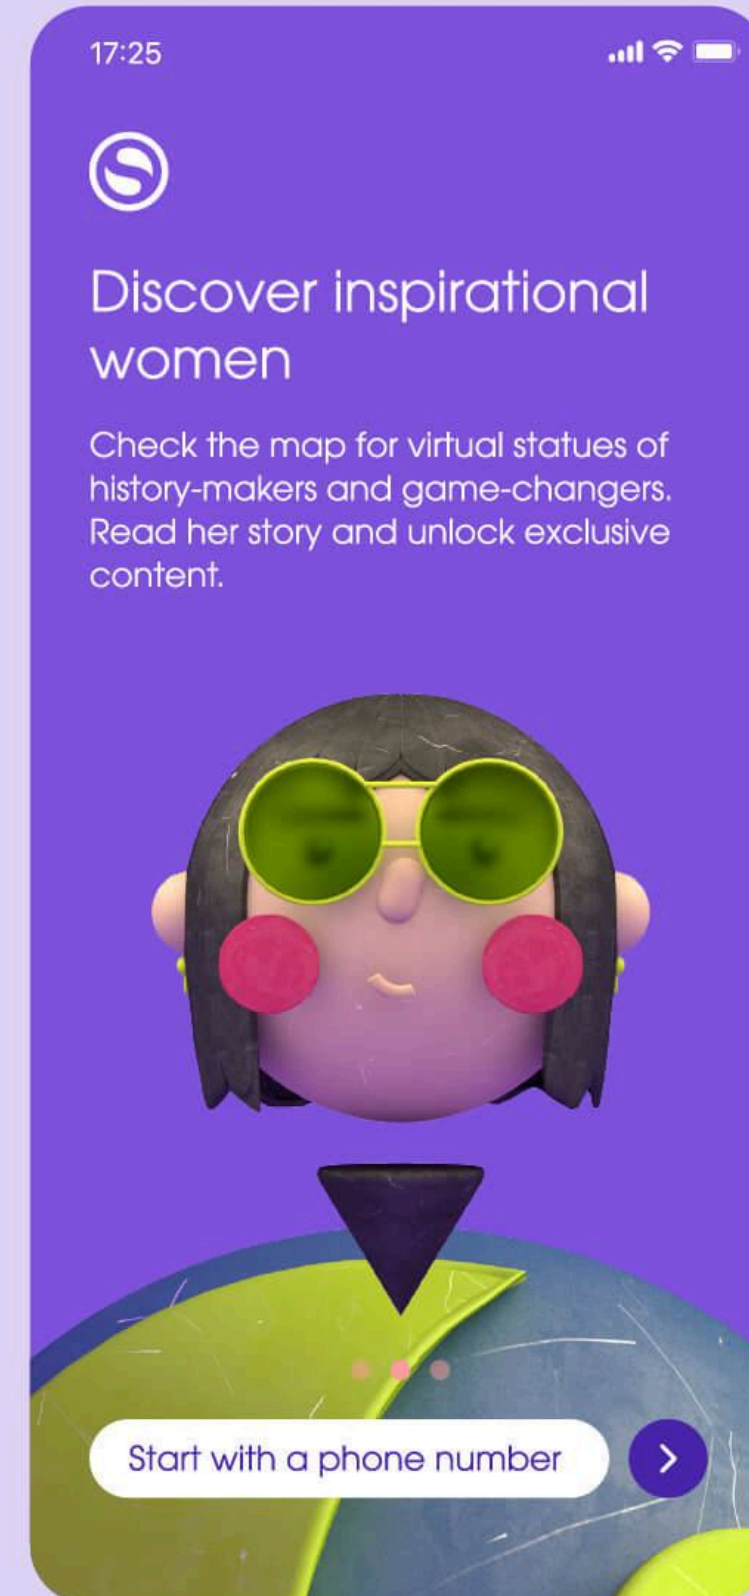 17:25
Discover inspirational
women
Check the map for virtual statues of
history-makers and game-changers.
Read her story and unlock exclusive
content.
Start with a phone number